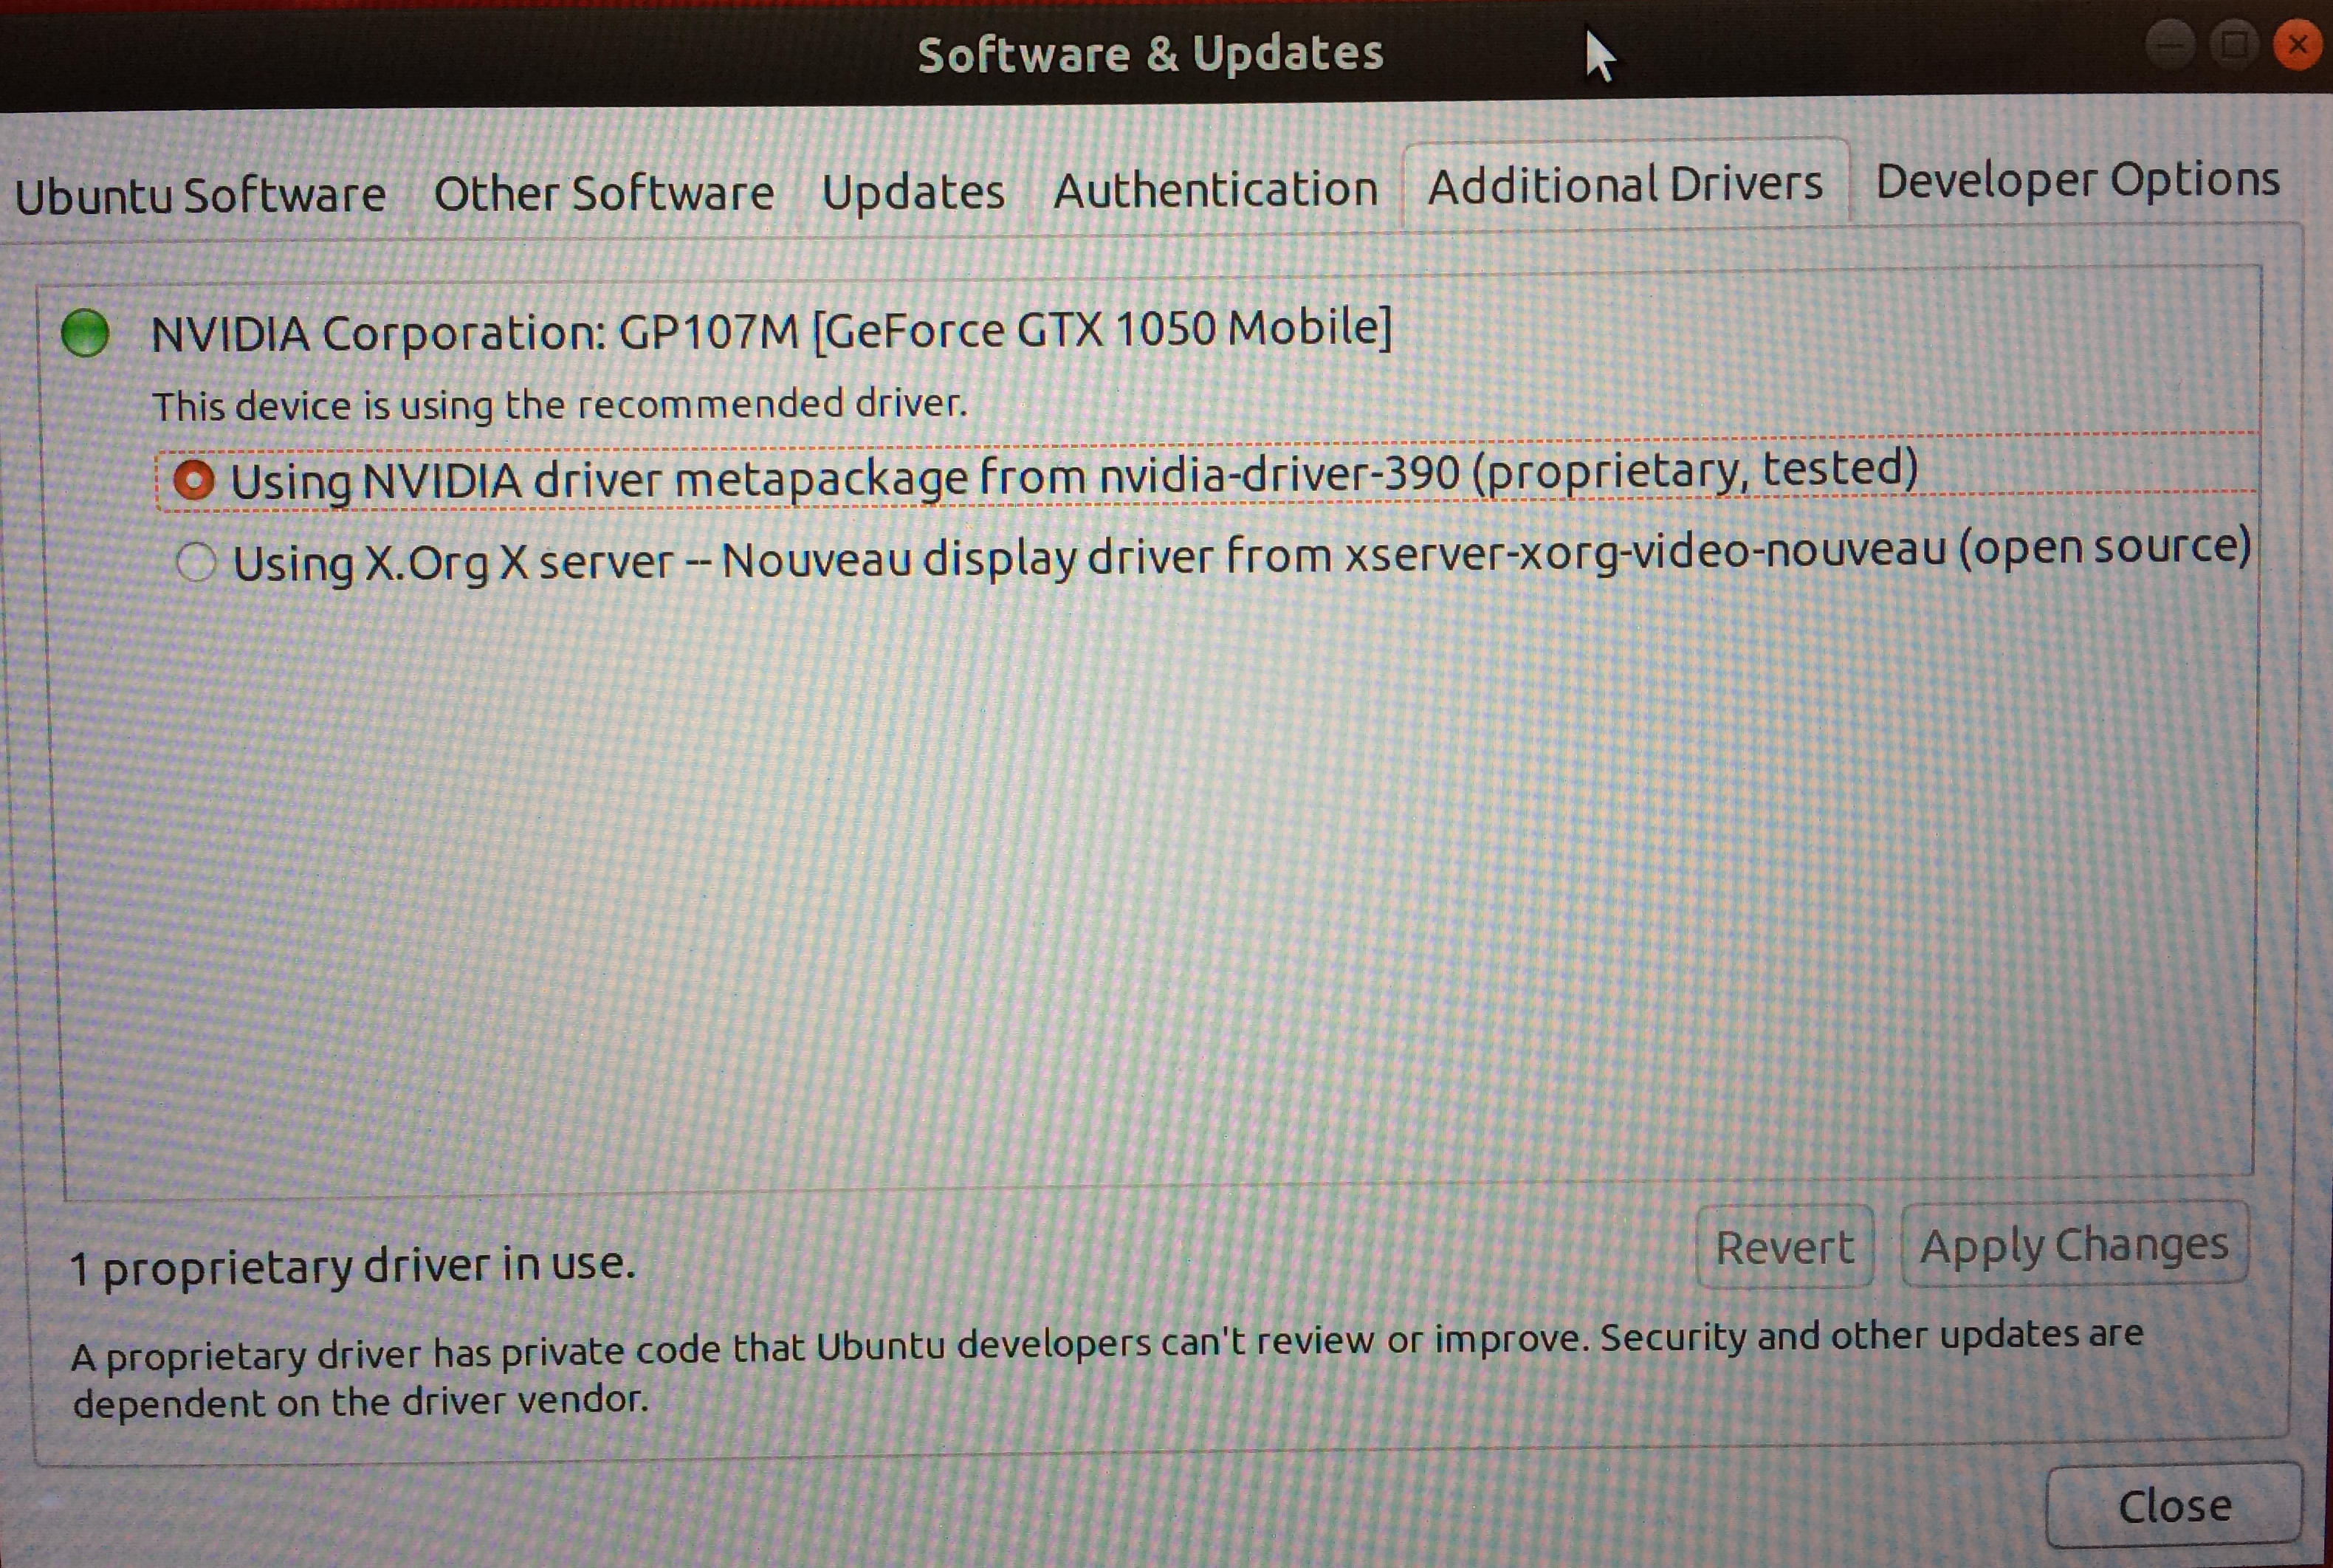 Software & Updates
Ubuntu Software Other Software Updates Authentication Additional Drivers Developer Options
NVIDIA Corporation: GP107M [GeForce GTX 1050 Mobile]
This device is using the recommended driver.
Using NVIDIA driver metapackage from nvidia-driver-390 (proprietary, tested)
Using X.Org X server -- Nouveau display driver from xserver-xorg-video-nouveau (open source)
1 proprietary driver in use.
Revert Apply Changes
A proprietary driver has private code that Ubuntu developers can't review or improve. Security and other updates are
dependent on the driver vendor.
Close